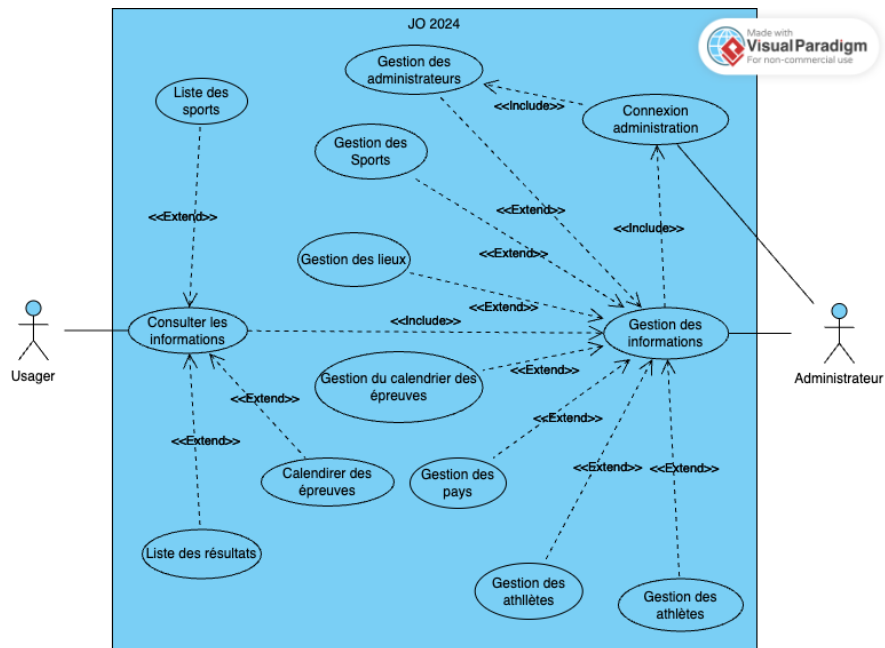 JO 2024
Made with
Visual Paradigm
For non-commercial use
Liste des
sports
Gestion des
administrateurs
<<Include>>
Connexion
administration
Gestion des
Sports
<<Extend>>
<<Extend>>
<<Include>>
<<Extend>>
Gestion des lieux
<<Extend>>
Consulter les
informations
<<Include>>
Gestion des
informations
Usager
Administrateur
Gestion du calendrier des
épreuves
<<Extend>>
<<Extend>>
<<Extend>>
<<Extend>>
Calendirer des
épreuves
Gestion des
pays
<<Extend>>
<<Extend>>
Liste des résultats
Gestion des
athllètes
Gestion des
athlètes